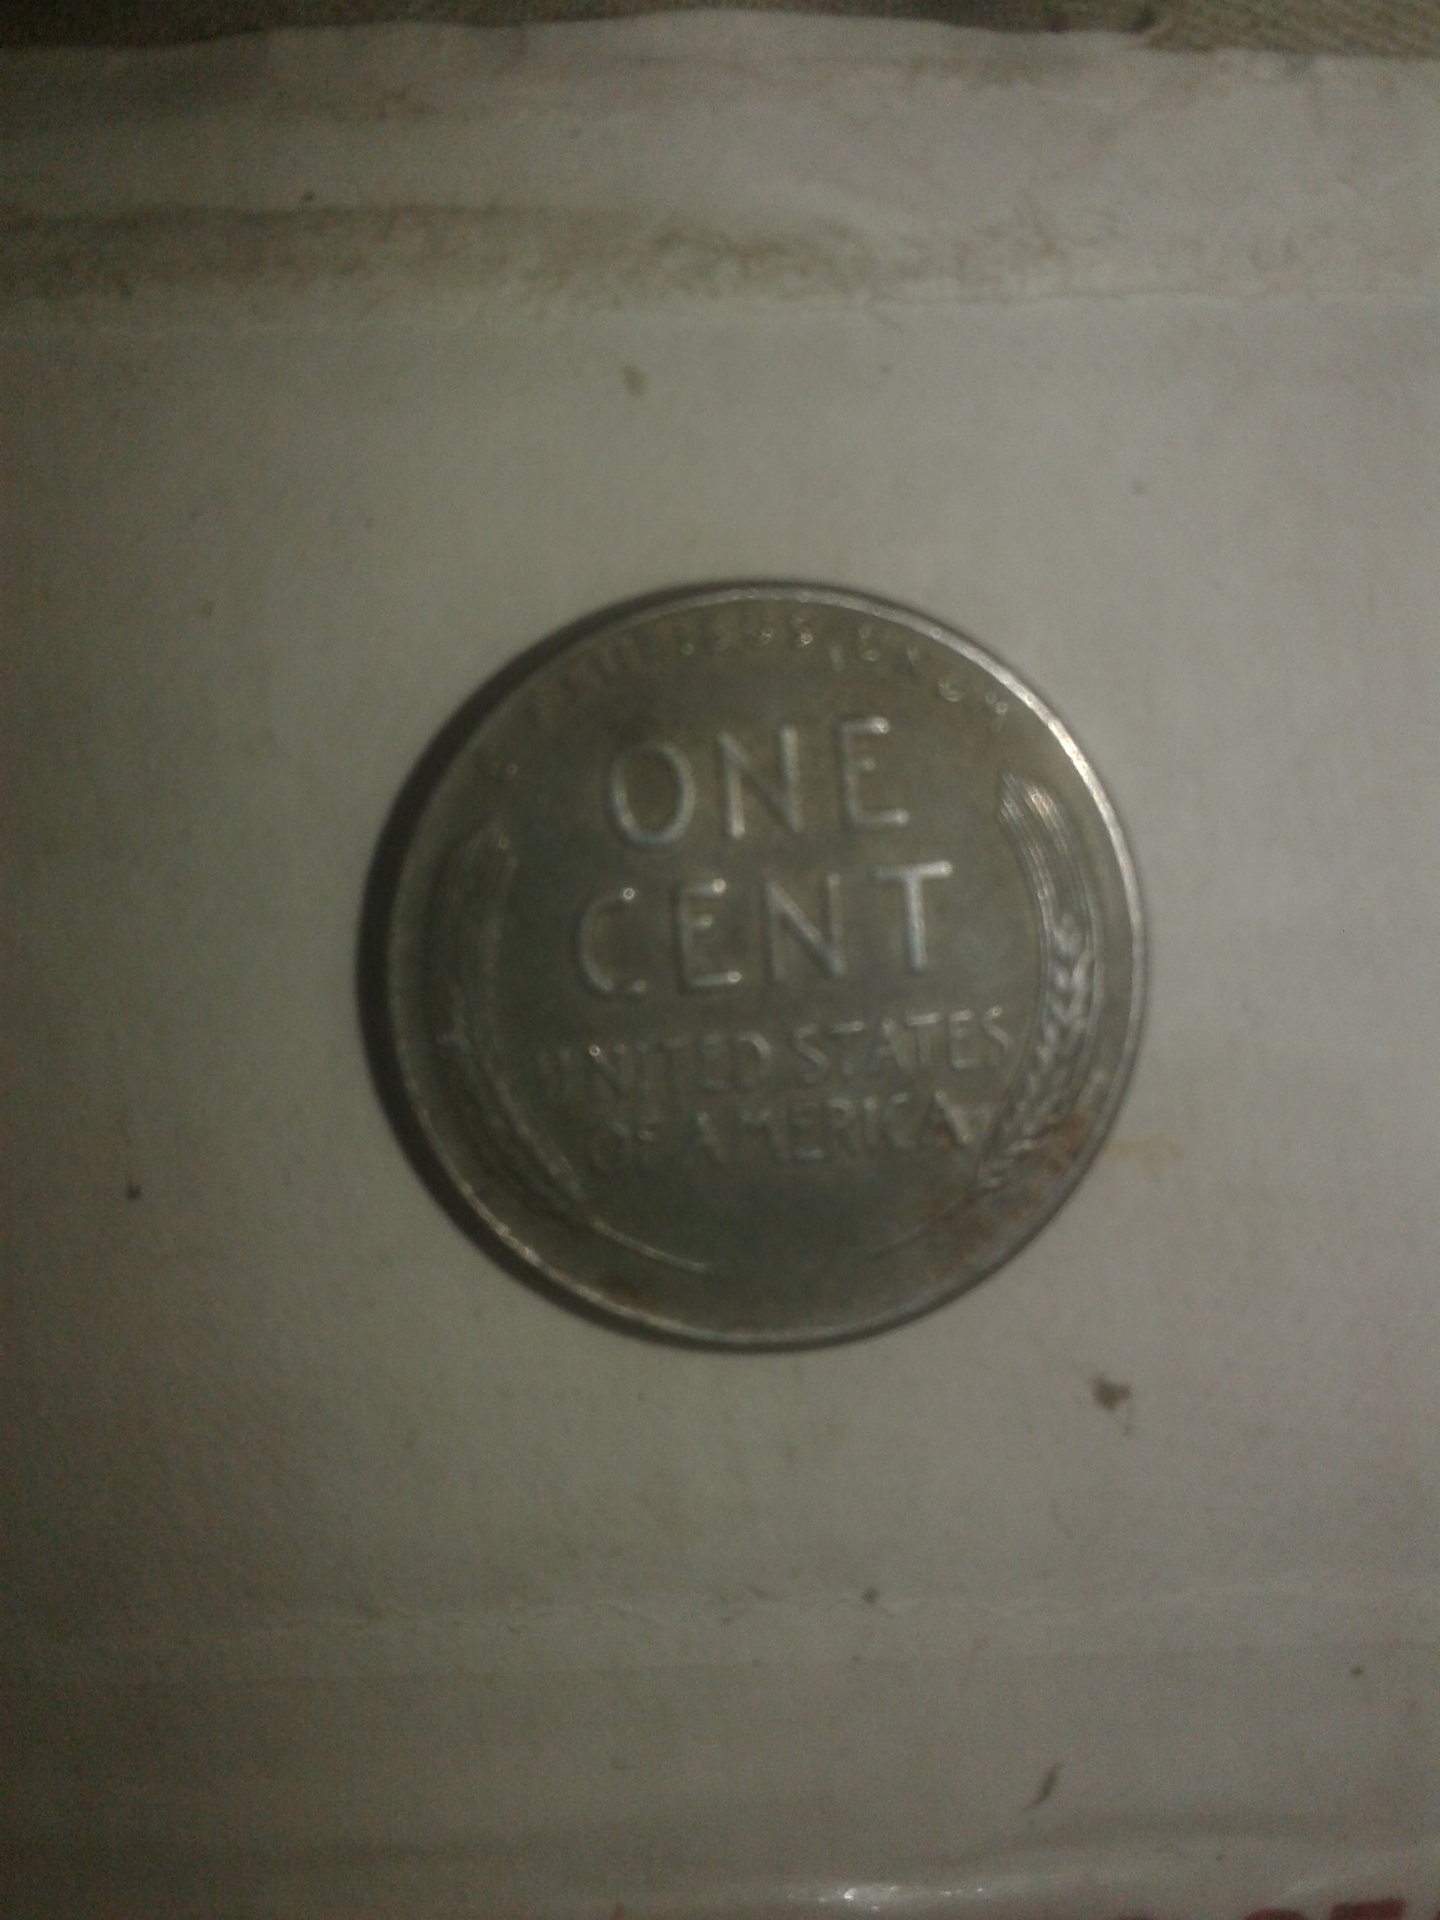 ONE
CENT
UNITED STATES
OF AMERICA